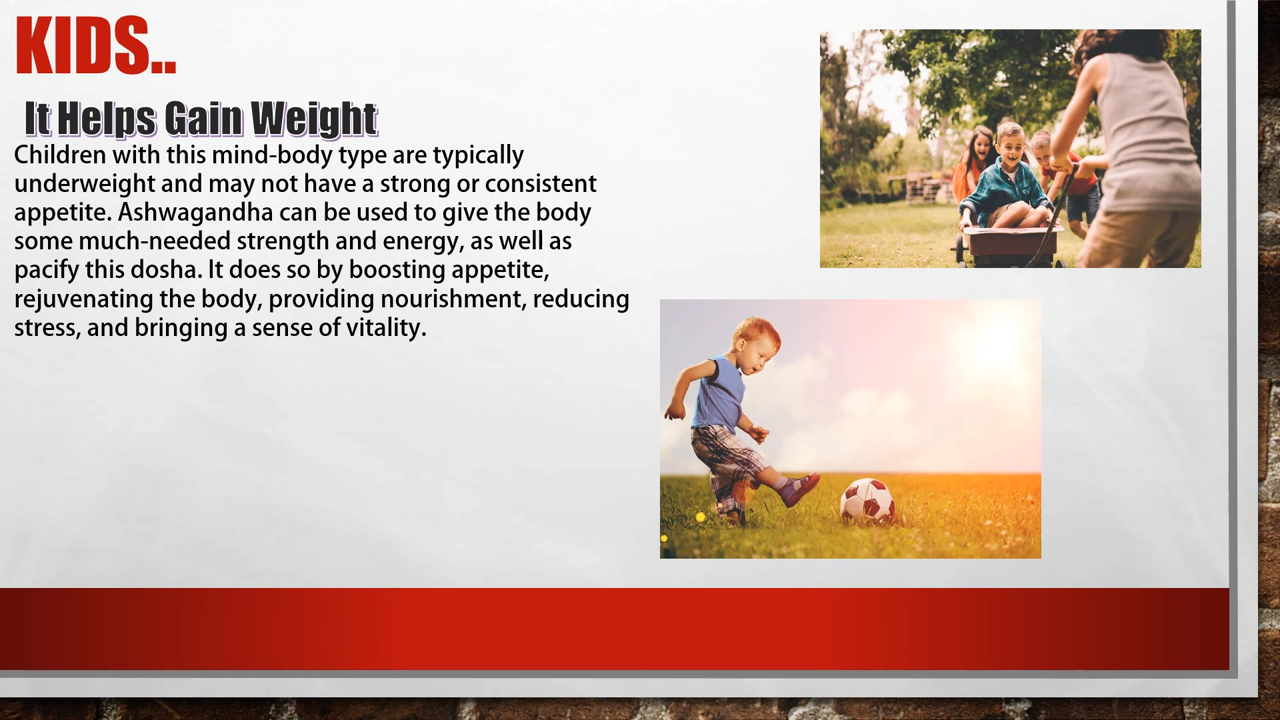 KIDS..
It Helps Gain Weight
Children with this mind-body type are typically
underweight and may not have a strong or consistent
appetite. Ashwagandha can be used to give the body
some much-needed strength and energy, as well as
pacify this dosha. It does so by boosting appetite,
rejuvenating the body, providing nourishment, reducing
stress, and bringing a sense of vitality.